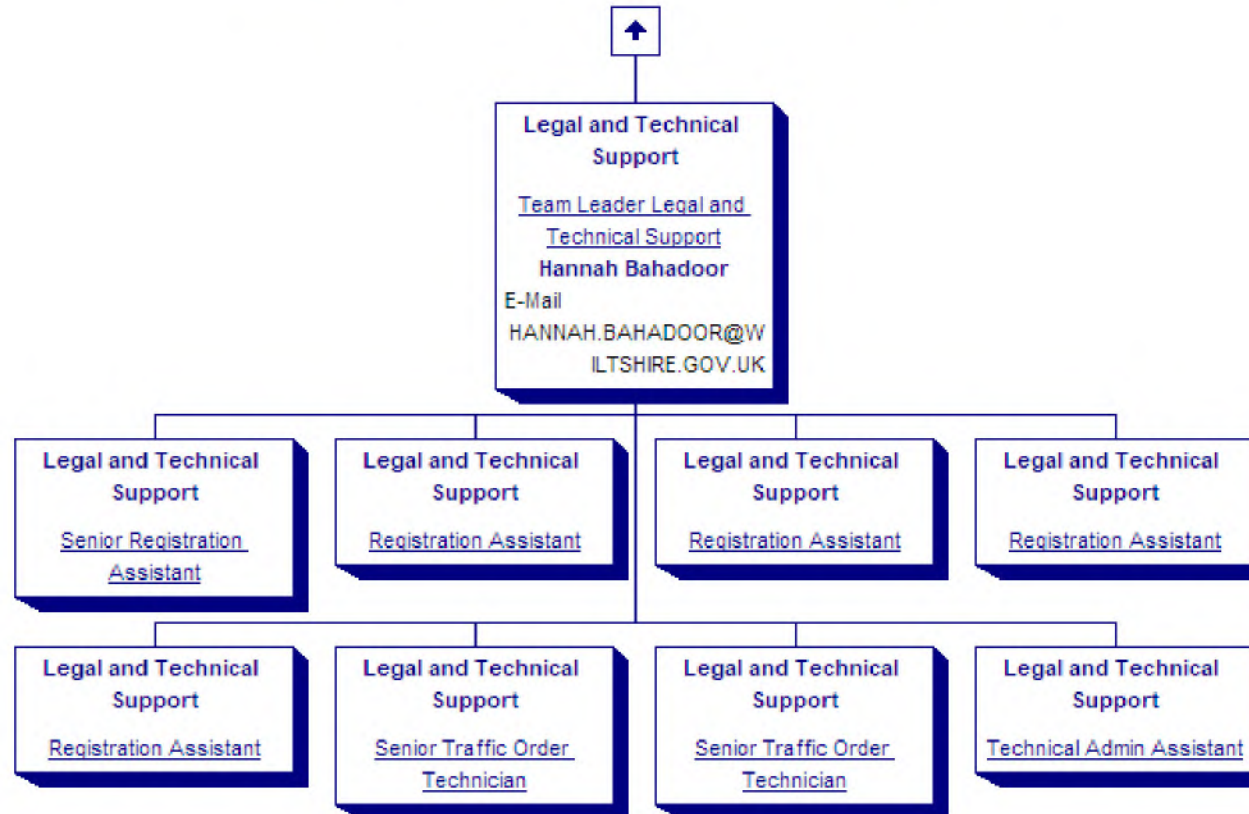 Legal and Technical
Support
Team Leader Legal and
Technical Support
Hannah Bahadoor
E-Mail
HANNAH.BAHADOOR@W
ILTSHIRE.GOV.UK
Legal and Technical
Support
Senior Registration
Assistant
Legal and Technical
Support
Registration Assistant
Legal and Technical
Support
Registration Assistant
Legal and Technical
Support
Registration Assistant
Legal and Technical
Support
Registration Assistant
Legal and Technical
Support
Senior Traffic Order
Technician
Legal and Technical
Support
Senior Traffic Order
Technician
Legal and Technical
Support
Technical Admin Assistant